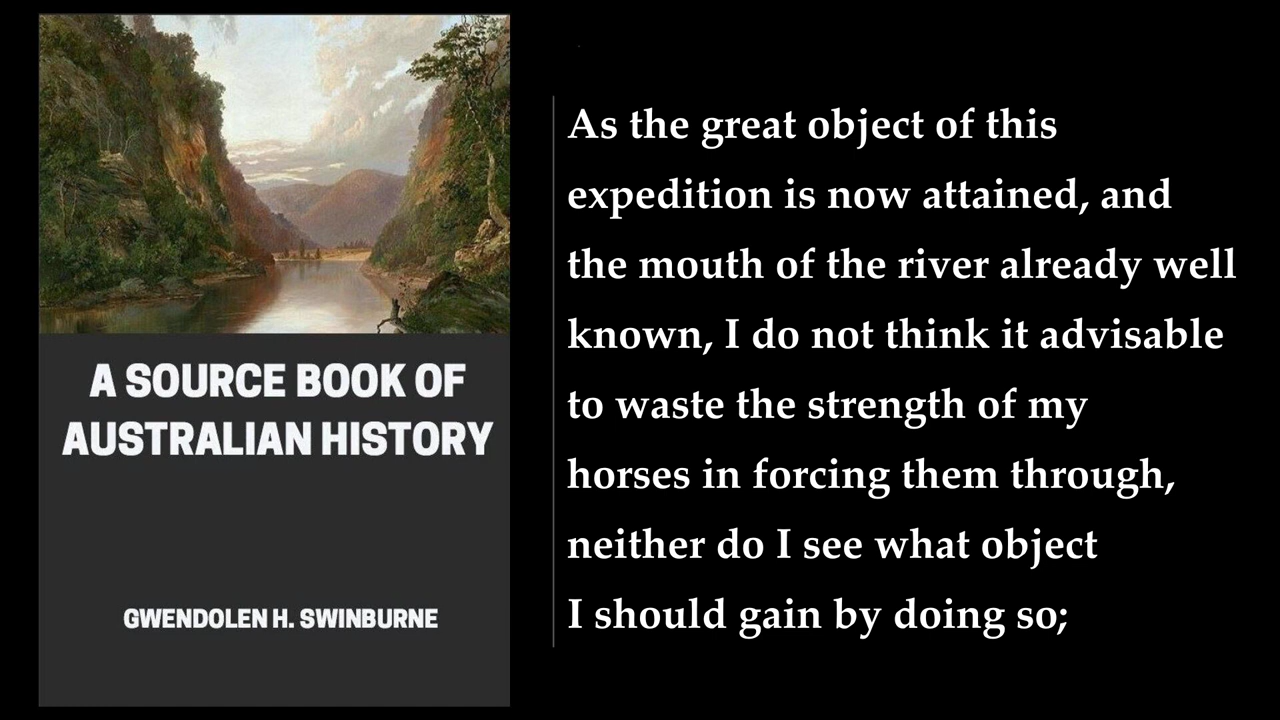 A SOURCE BOOK OF
AUSTRALIAN HISTORY
GWENDOLEN H. SWINBURNE
As the great object of this
expedition is now attained, and
the mouth of the river already well
known, I do not think it advisable
to waste the strength of my
horses in forcing them through,
neither do I see what object
I should gain by doing so;